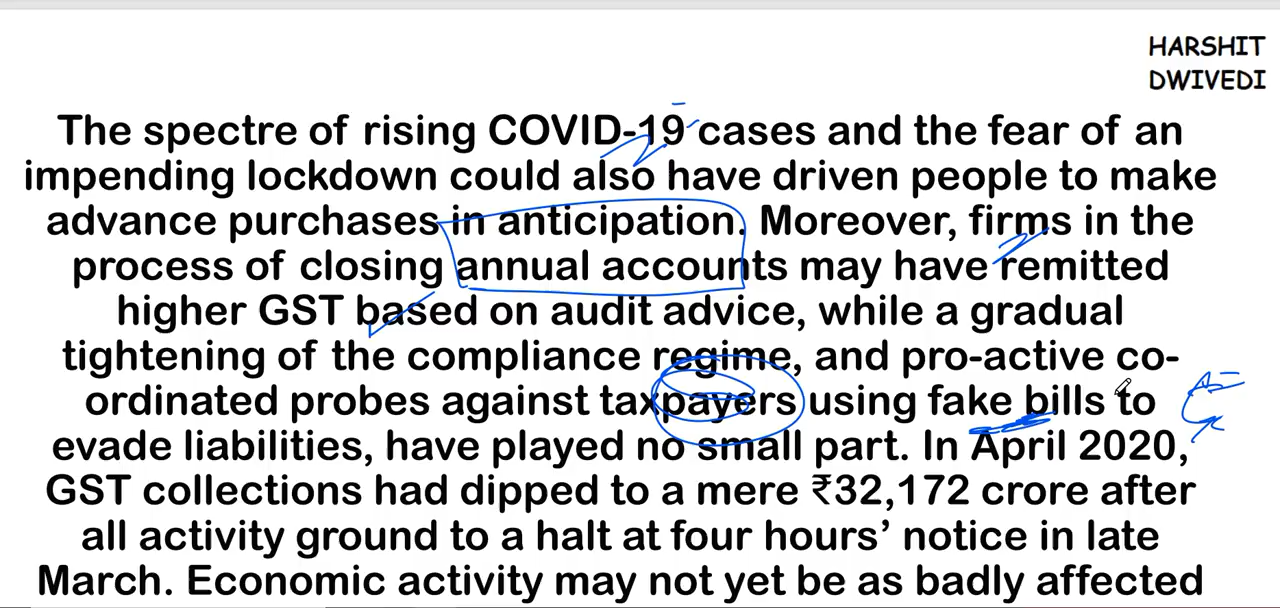 HARSHIT
DWIVEDI
The spectre of rising COVID-19 cases and the fear of an
impending lockdown could also have driven people to make
advance purchases in anticipation. Moreover, firms in the
process of closing annual accounts may have remitted
higher GST based on audit advice, while a gradual
tightening of the compliance regime, and pro-active co-
ordinated probes against taxpayers using fake bills to
evade liabilities, have played no small part. In April 2020,
GST collections had dipped to a mere ₹32,172 crore after
all activity ground to a halt at four hours’ notice in late
March. Economic activity may not yet be as badly affected